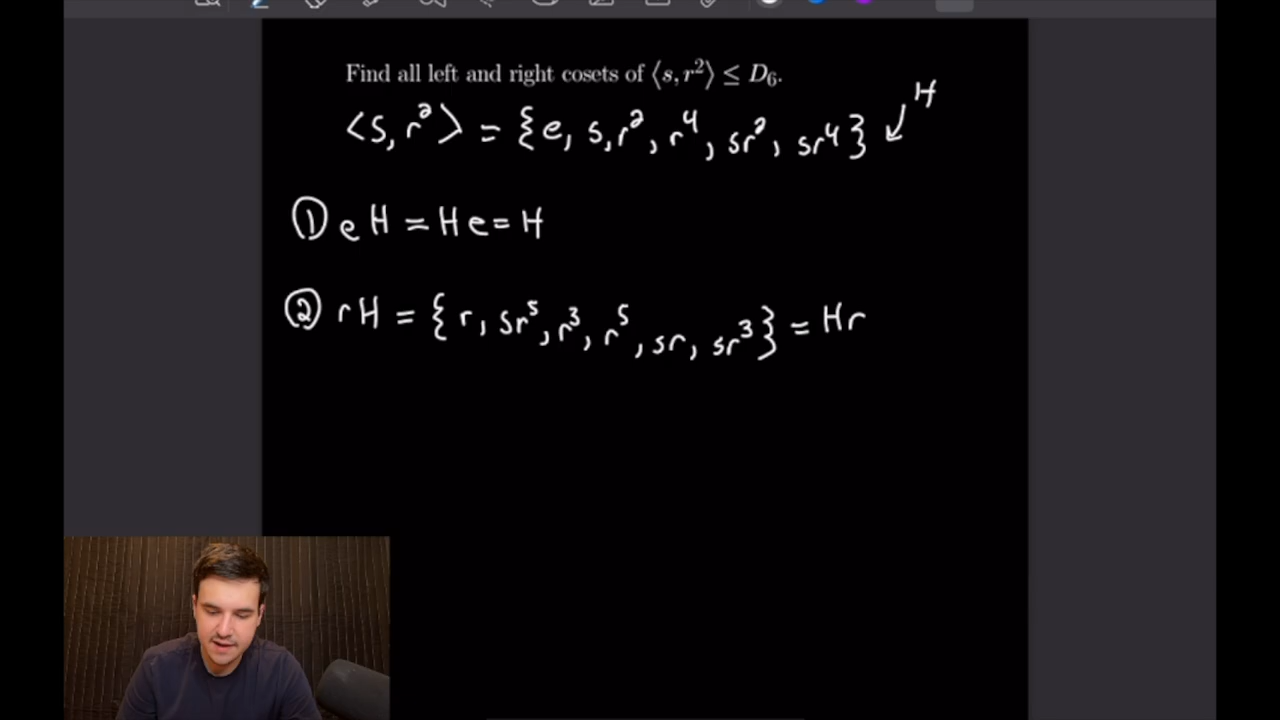 Find all left and right cosets of ⟨s, r²⟩ ≤ D₆.
H
<s, r²> = {e, s, r², r⁴, sr², sr⁴}
① eH = He = H
② rH = {r, sr⁵, r³, r⁵, sr, sr³} = Hr